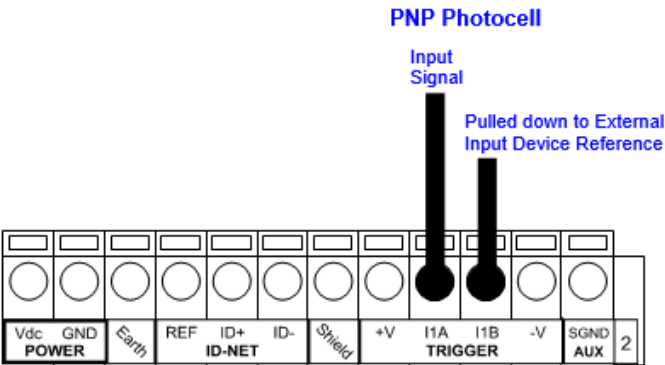 PNP Photocell
Input
Signal
Pulled down to External
Input Device Reference
Vdc GND Earth REF ID+ ID- Shield +V I1A I1B -V SGND 2
POWER ID-NET TRIGGER AUX